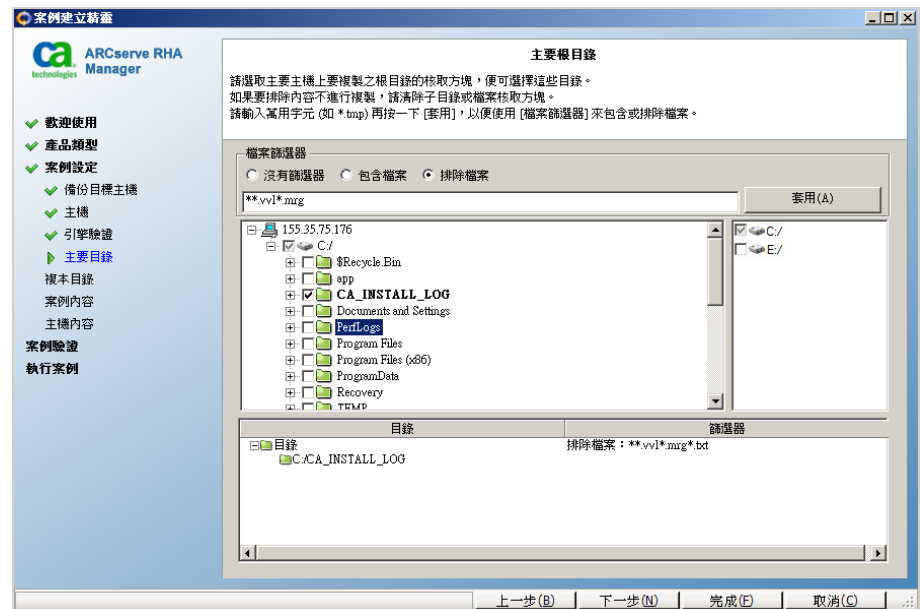 案例建立精靈
ca
technologies
ARCserve RHA
Manager
歡迎使用
產品類型
案例設定
備份目標主機
主機
引擎驗證
主要目錄
複本目錄
案例內容
主機內容
案例驗證
執行案例
主要根目錄
請選取主要主機上要複製之根目錄的核取方塊，便可選擇這些目錄。
如果要排除內容不進行複製，請清除子目錄或檔案核取方塊。
請輸入萬用字元 (如 *.tmp) 再按一下 [套用]，以便使用 [檔案篩選器] 來包含或排除檔案。
檔案篩選器
沒有篩選器 包含檔案 排除檔案
**.vvl*.mrg 套用(A)
155.35.75.176
C:/
$Recycle.Bin
app
CA_INSTALL_LOG
Documents and Settings
PerfLogs
Program Files
Program Files (x86)
ProgramData
Recovery
TEMP
C:/
E:/
目錄 篩選器
目錄 排除檔案：**.vvl*.mrg*.txt
C:/CA_INSTALL_LOG
上一步(B) 下一步(N) 完成(F) 取消(C)